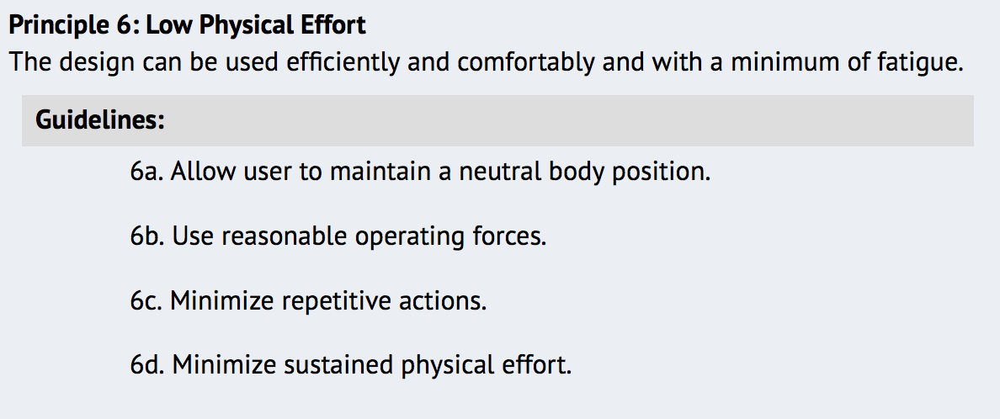 Principle 6: Low Physical Effort
The design can be used efficiently and comfortably and with a minimum of fatigue.
Guidelines:
6a. Allow user to maintain a neutral body position.
6b. Use reasonable operating forces.
6c. Minimize repetitive actions.
6d. Minimize sustained physical effort.